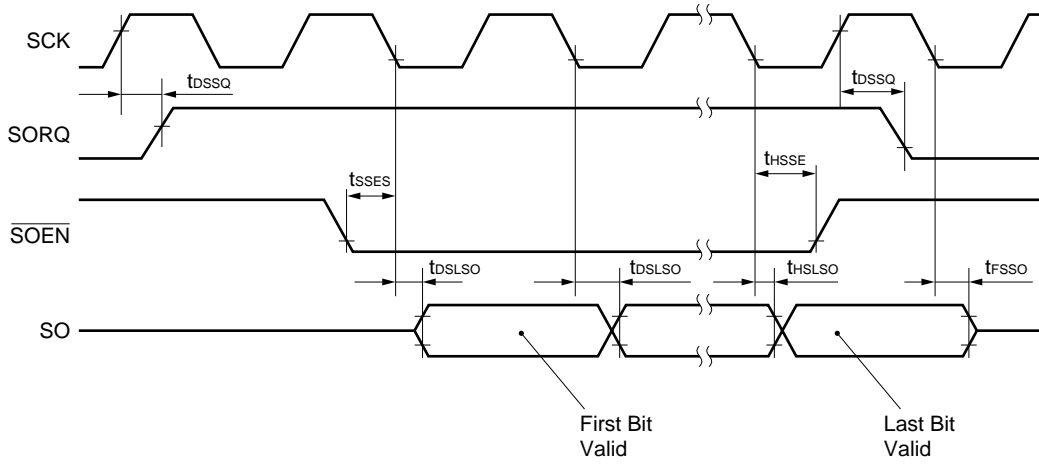 SCK
tDSSQ
tDSSQ
SORQ
tSSES
tHSSE
SOEN
tDSLSO
tDSLSO
tHSLSO
tFSSO
SO
First Bit
Valid
Last Bit
Valid